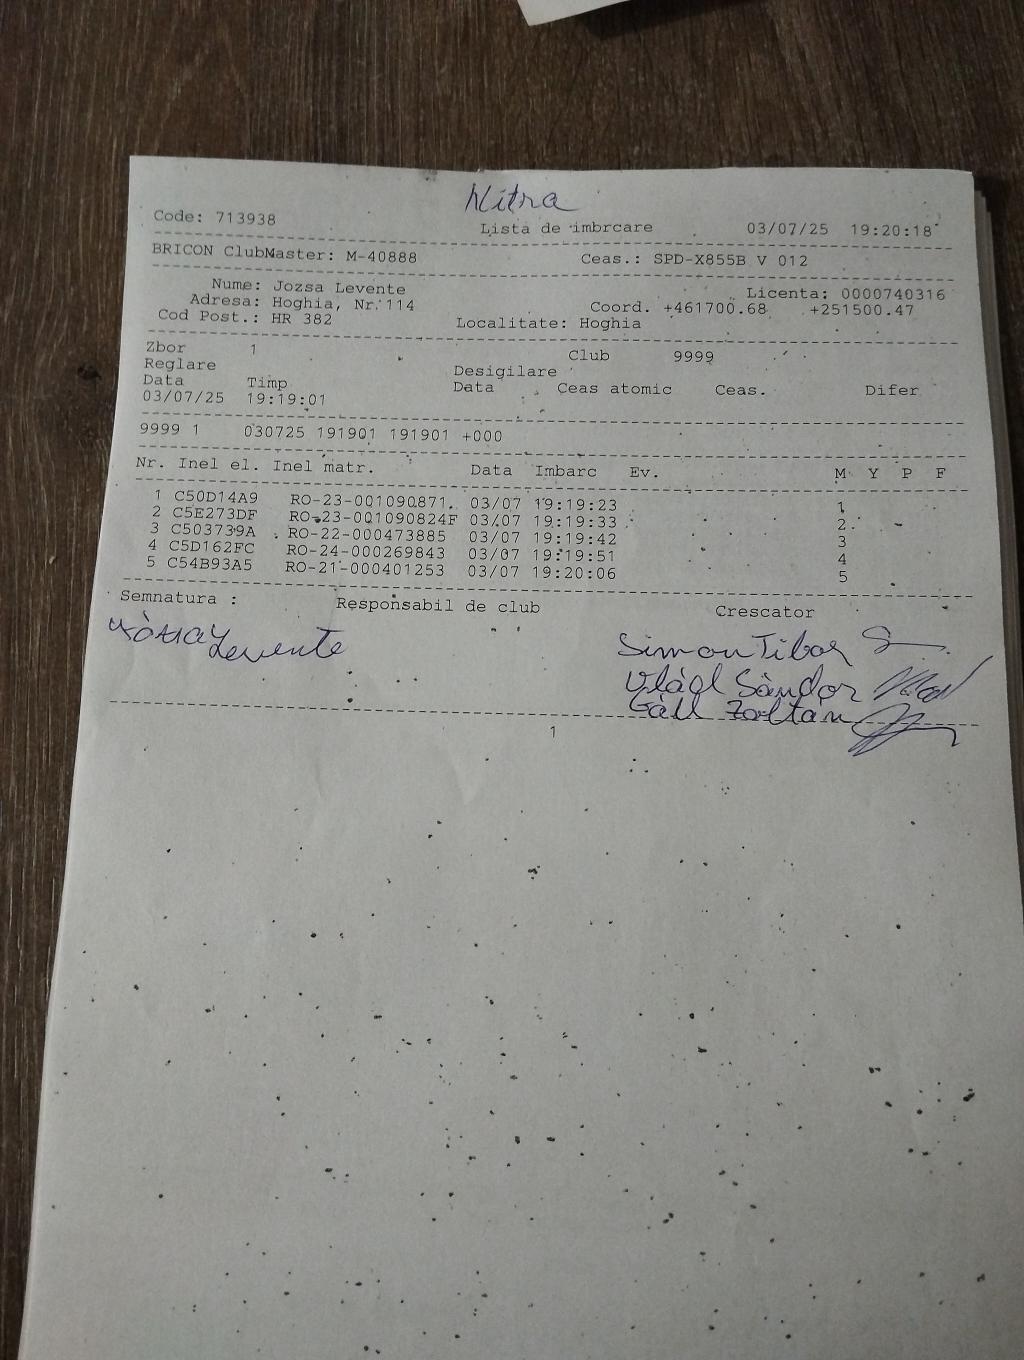 Nitra
Code: 713938 Lista de imbrcare 03/07/25 19:20:18
BRICON ClubMaster: M-40888 Ceas.: SPD-X855B V 012
Nume: Jozsa Levente Licenta: 0000740316
Adresa: Hoghia, Nr. 114 Coord. +461700.68 +251500.47
Cod Post.: HR 382 Localitate: Hoghia
Zbor 1 Club 9999
Reglare Desigilare
Data Timp Data Ceas atomic Ceas. Difer
03/07/25 19:19:01
9999 1 030725 191901 191901 +000
Nr. Inel el. Inel matr. Data Imbarc Ev. M Y P F
1 C50D14A9 RO-23-001090871 03/07 19:19:23 1
2 C5E273DF RO-23-001090824F 03/07 19:19:33 2
3 C503739A RO-22-000473885 03/07 19:19:42 3
4 C5D162FC RO-24-000269843 03/07 19:19:51 4
5 C54B93A5 RO-21-000401253 03/07 19:20:06 5
Semnatura : Responsabil de club Crescator
Levente Simon Tibor
Vlád Sàndor
Gàll Zoltàn
1